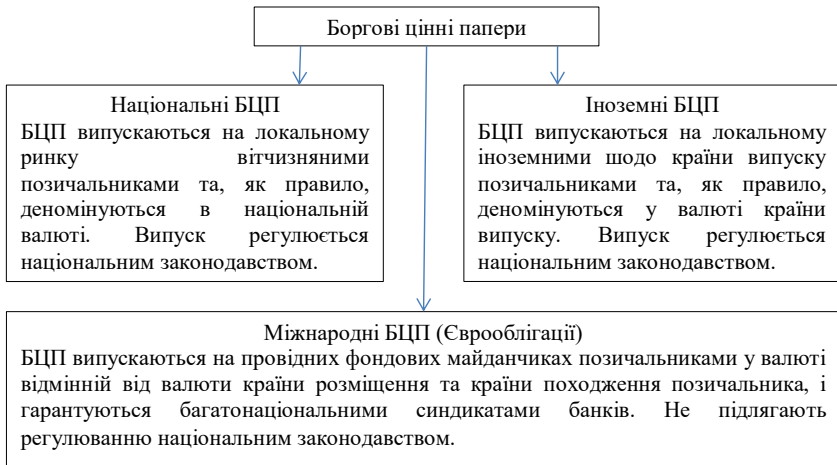 Боргові цінні папери
Національні БЦП
БЦП випускаються на локальному
ринку вітчизняними
позичальниками та, як правило,
деномінуються в національній
валюті. Випуск регулюється
національним законодавством.
Іноземні БЦП
БЦП випускаються на локальному
іноземними шодо країни випуску
позичальниками та, як правило,
деномінуються у валюті країни
випуску. Випуск регулюється
національним законодавством.
Міжнародні БЦП (Єврооблігації)
БЦП випускаються на провідних фондових майданчиках позичальниками у валюті
відмінній від валюти країни розміщення та країни походження позичальника, і
гарантуються багатонаціональними синдикатами банків. Не підлягають
регулюванню національним законодавством.